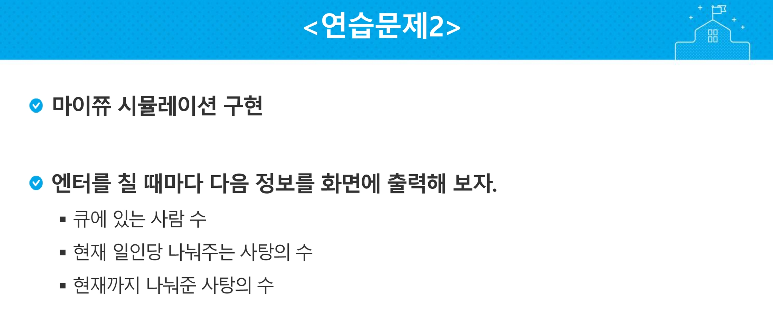 <연습문제2>
마이쮸 시뮬레이션 구현
엔터를 칠 때마다 다음 정보를 화면에 출력해 보자.
큐에 있는 사람 수
현재 일인당 나눠주는 사탕의 수
현재까지 나눠준 사탕의 수